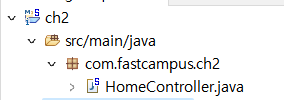 ch2
src/main/java
com.fastcampus.ch2
HomeController.java